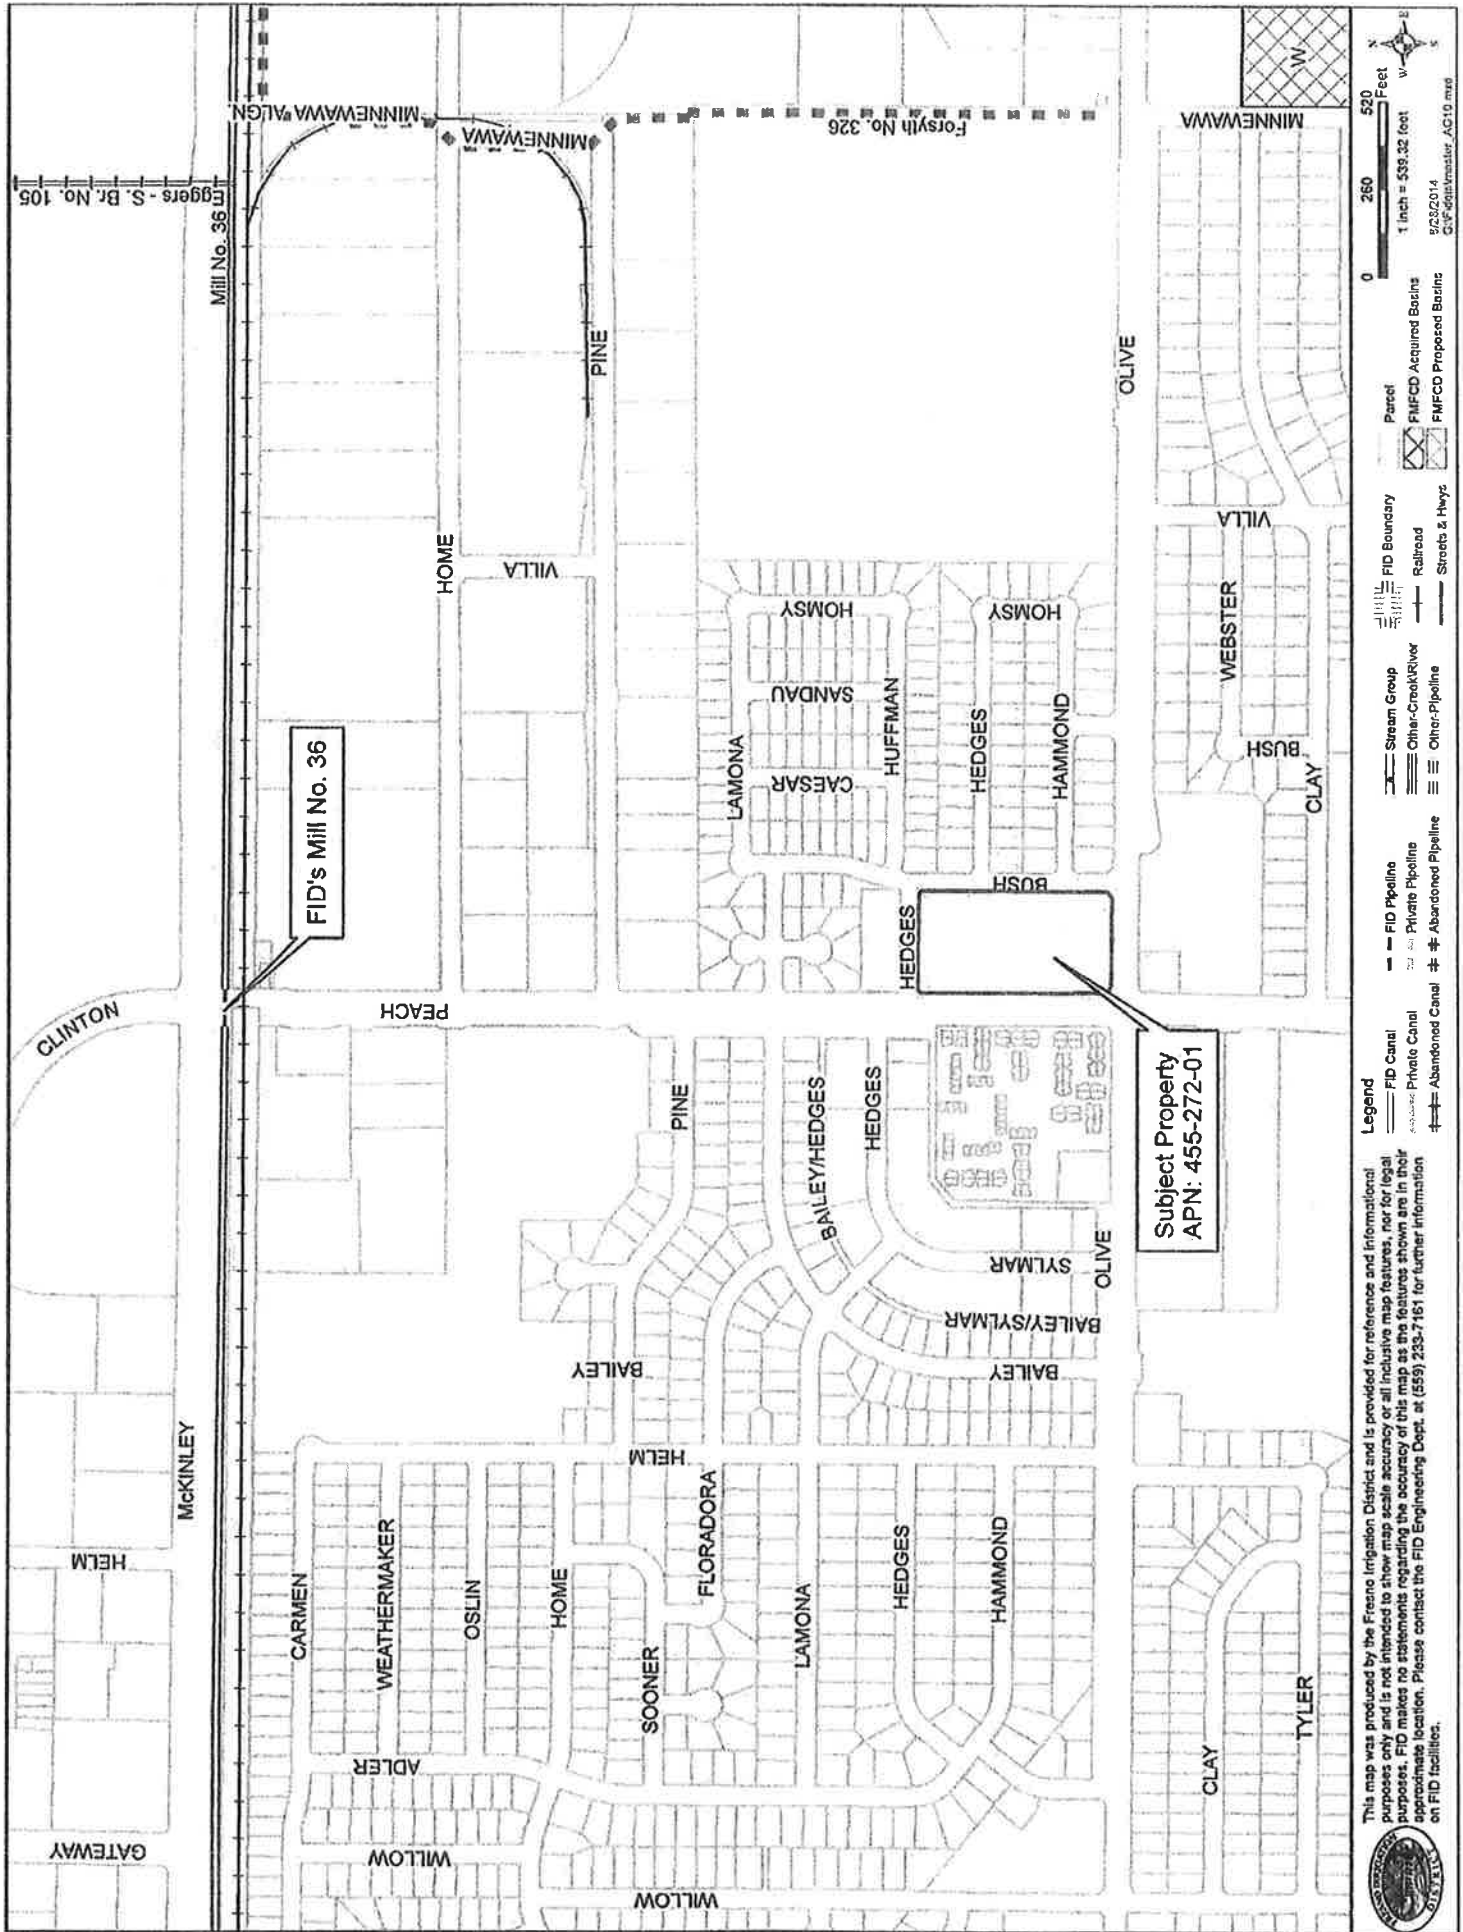 CLINTON
GATEWAY
HELM
McKINLEY
Mill No. 36
Eggers - S. Br. No. 105
FID's Mill No. 36
MINNEWAWA ALGN.
CARMEN
WEATHERMAKER
ADLER
WILLOW
OSLIN
HOME
SOONER
WILLOW
FLORADORA
HELM
BAILEY
PINE
PEACH
HOME
VILLA
PINE
MINNEWAWA
LAMONA
HEDGES
HAMMOND
BAILEY/HEDGES
HEDGES
SYLMAR
BAILEY/SYLMAR
BAILEY
OLIVE
LAMONA
CAESAR
SANDAU
HOMSY
HUFFMAN
HEDGES
HEDGES
HOMSY
HAMMOND
BUSH
Forsyth No. 326
Subject Property
APN: 455-272-01
OLIVE
MINNEWAWA
W
CLAY
TYLER
BUSH
WEBSTER
CLAY
VILLA
FRESNO IRRIGATION
DISTRICT
This map was produced by the Fresno Irrigation District and is provided for reference and informational
purposes only and is not intended to show map scale accuracy or all inclusive map features, nor for legal
purposes. FID makes no statements regarding the accuracy of this map as the features shown are in their
approximate location. Please contact the FID Engineering Dept. at (559) 233-7161 for further information
on FID facilities.
Legend
FID Canal
Private Canal
Abandoned Canal
FID Pipeline
Private Pipeline
Abandoned Pipeline
Stream Group
Other-Creek\River
Other-Pipeline
FID Boundary
Railroad
Streets & Hwys
Parcel
FMFCD Acquired Basins
FMFCD Proposed Basins
0 260 520
Feet
1 inch = 539.32 feet
5/28/2014
N
W E
S